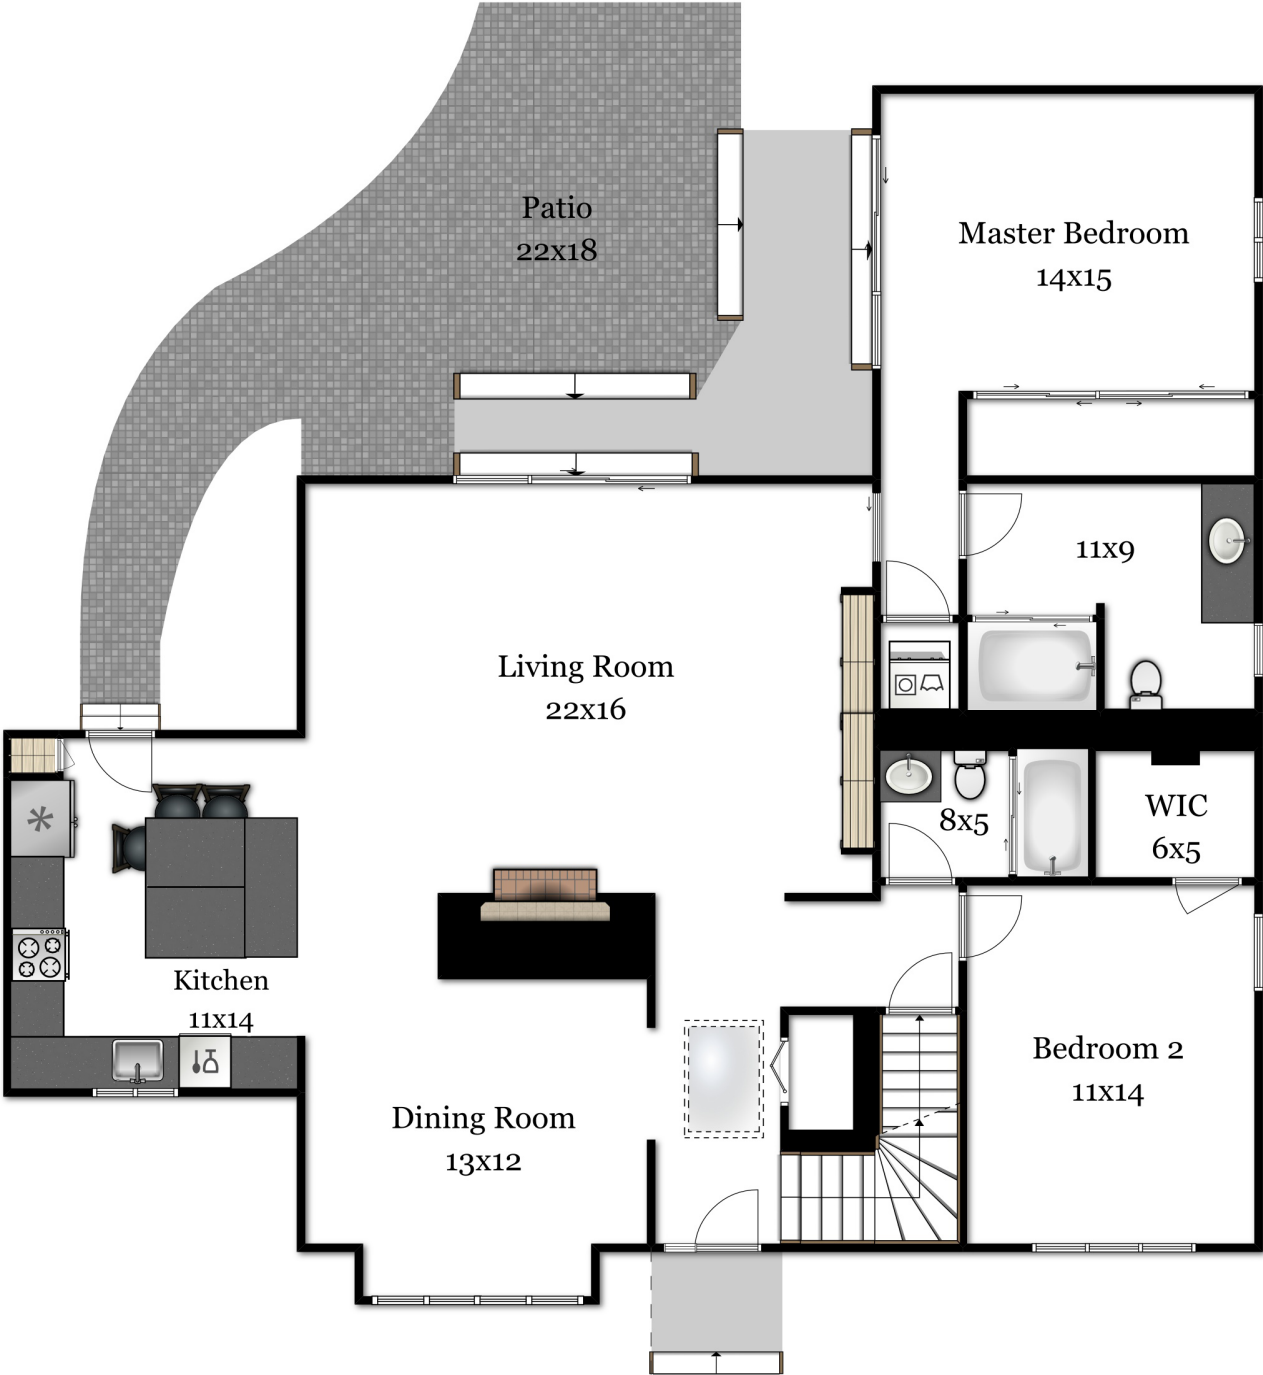 Patio
22x18
Master Bedroom
14x15
11x9
Living Room
22x16
WIC
6x5
8x5
Kitchen
11x14
Bedroom 2
11x14
Dining Room
13x12